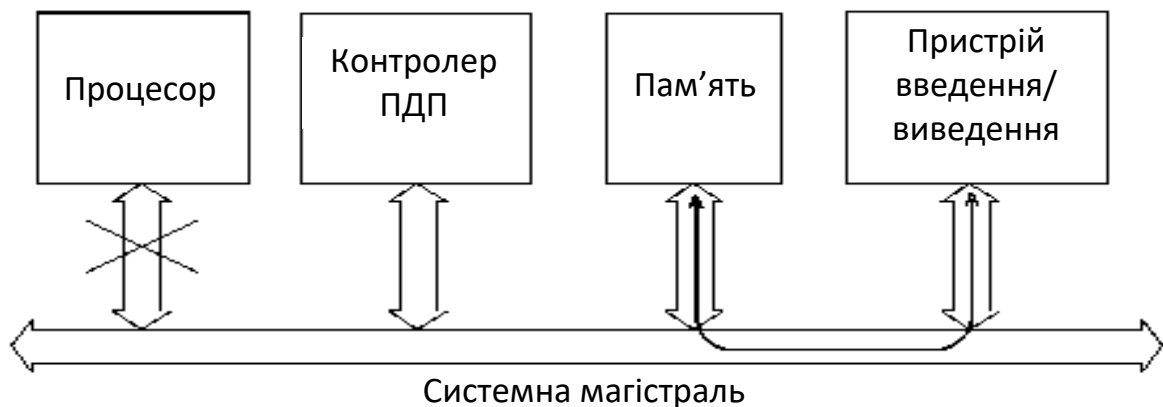 Процесор
Контролер
ПДП
Пам’ять
Пристрій
введення/
виведення
Системна магістраль